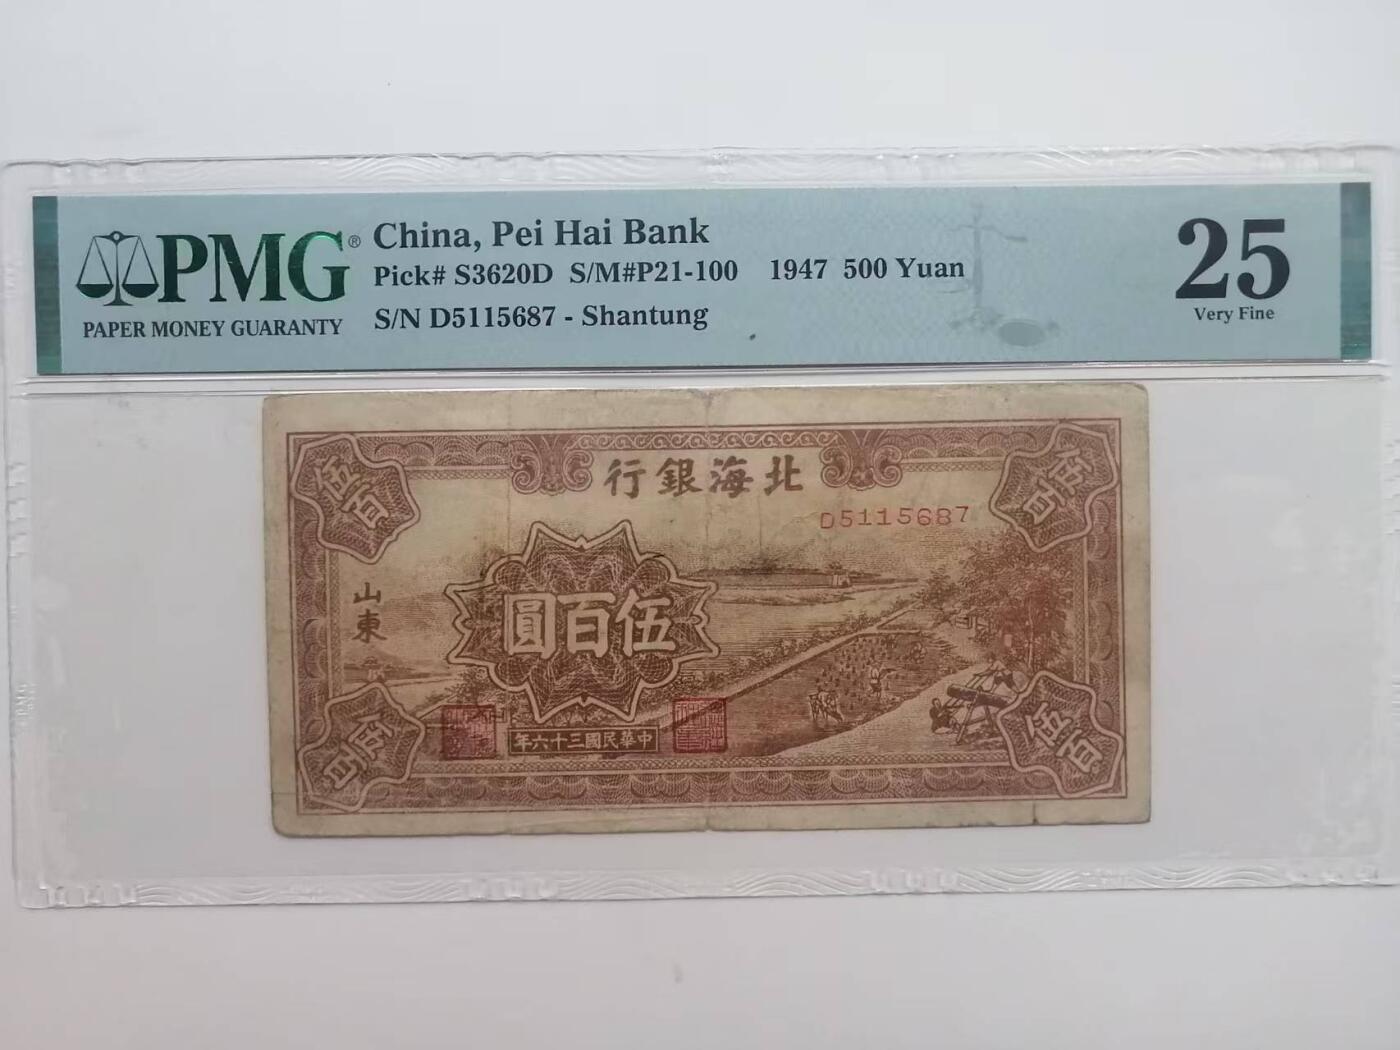 PMG®
PAPER MONEY GUARANTY
China, Pei Hai Bank
Pick# S3620D S/M#P21-100 1947 500 Yuan
S/N D5115687 - Shantung
25
Very Fine
行銀海北
D5115687
伍百
伍百
山東
圓百伍
年六十三國民華中
伍百
伍百